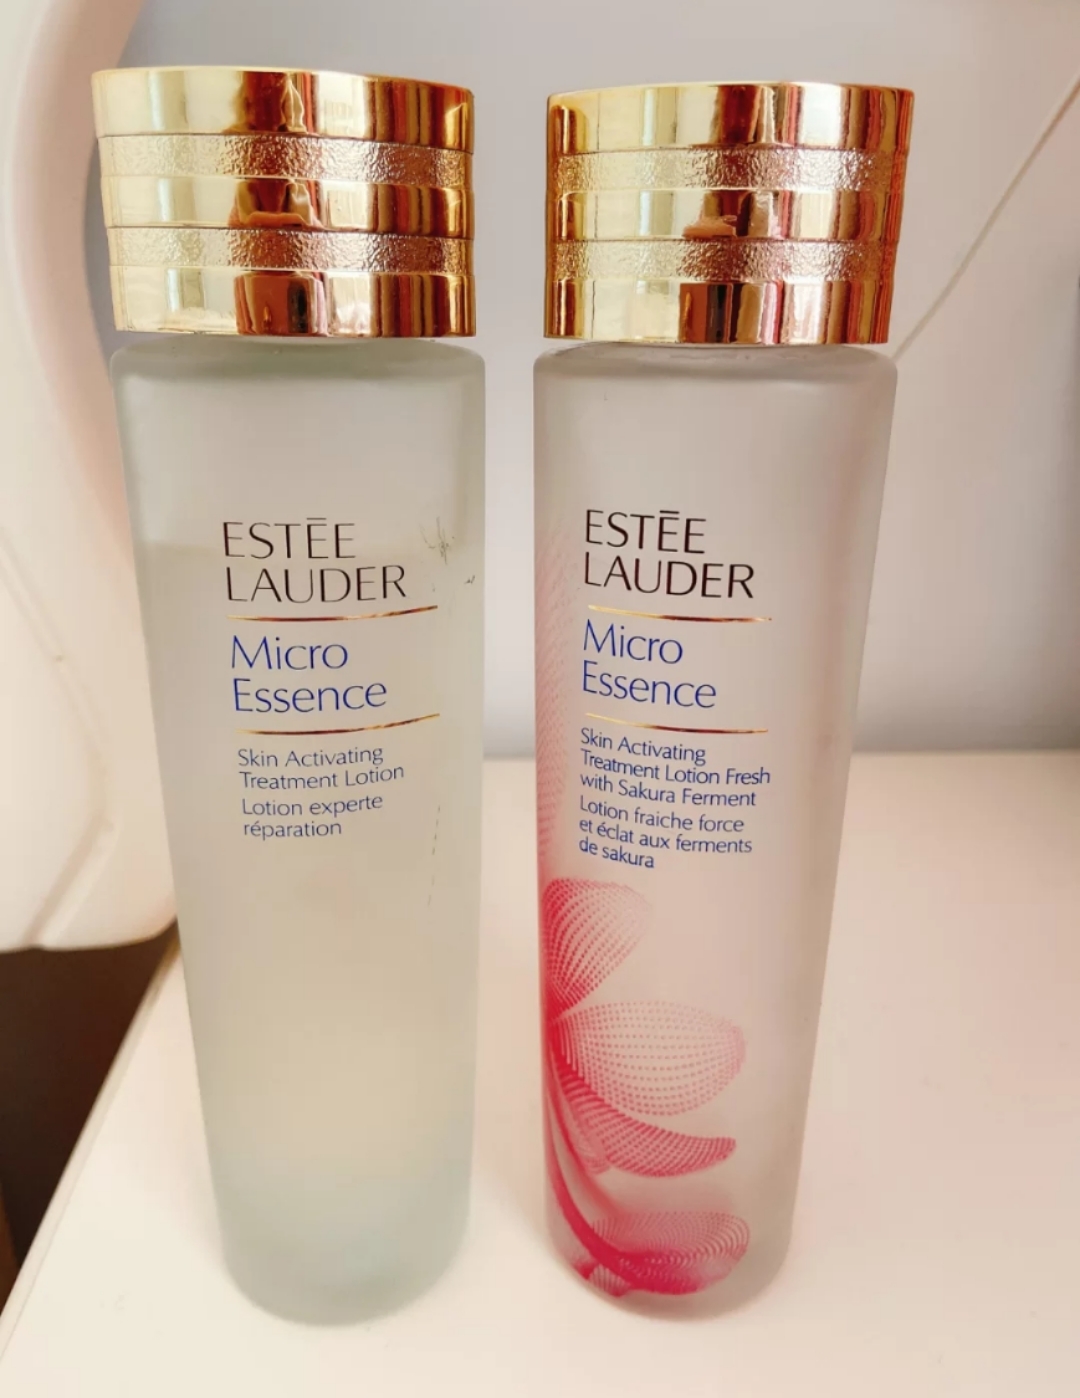 ESTĒE
LAUDER
Micro
Essence
Skin Activating
Treatment Lotion
Lotion experte
réparation
ESTĒE
LAUDER
Micro
Essence
Skin Activating
Treatment Lotion Fresh
with Sakura Ferment
Lotion fraiche force
et éclat aux ferments
de sakura